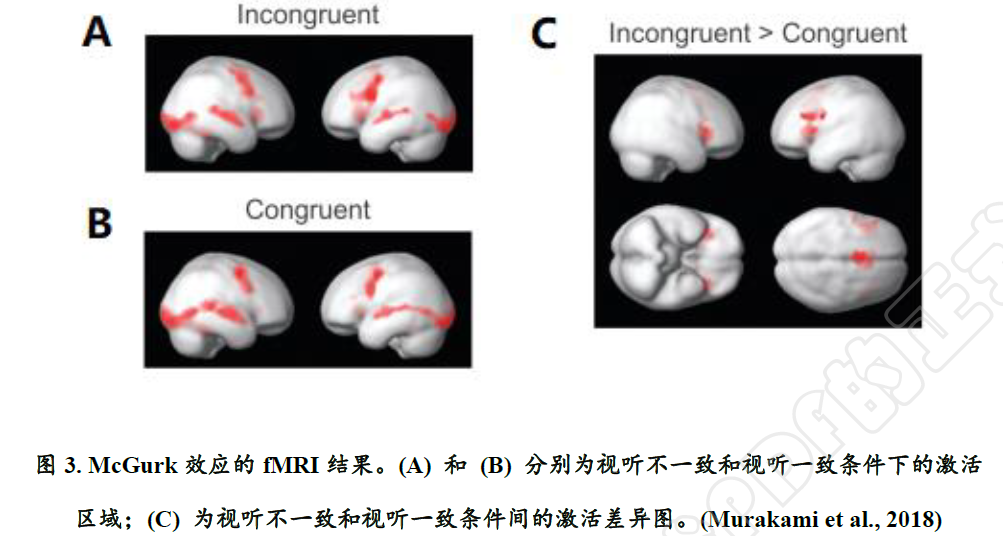 A
Incongruent
B
Congruent
C
Incongruent > Congruent
图 3. McGurk 效应的 fMRI 结果。(A) 和 (B) 分别为视听不一致和视听一致条件下的激活
区域；(C) 为视听不一致和视听一致条件间的激活差异图。(Murakami et al., 2018)